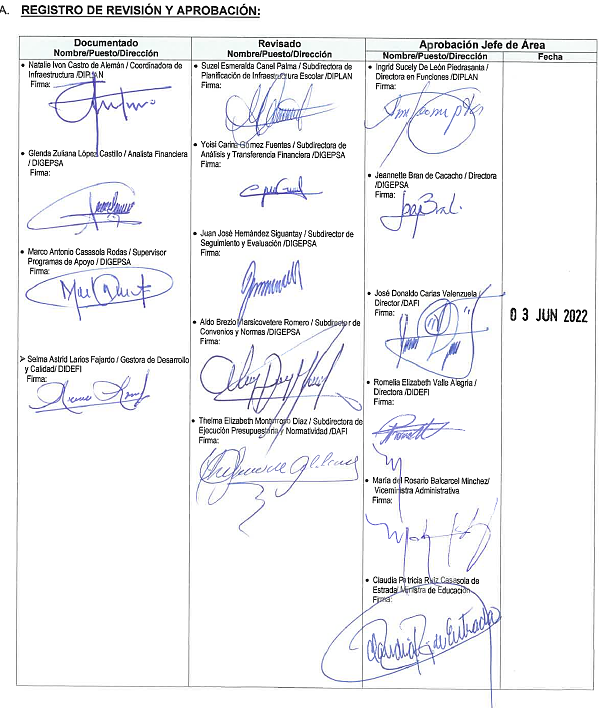 A. REGISTRO DE REVISIÓN Y APROBACIÓN:
Documentado
Nombre/Puesto/Dirección
• Natalie Ivon Castro de Alemán / Coordinadora de
Infraestructura /DIPLAN
Firma:
• Glenda Zuliana López Castillo / Analista Financiera
/ DIGEPSA
Firma:
• Marco Antonio Casasola Rodas / Supervisor
Programas de Apoyo / DIGEPSA
Firma:
➢ Selma Astrid Larios Fajardo / Gestora de Desarrollo
y Calidad/ DIDEFI
Firma:
Revisado
Nombre/Puesto/Dirección
• Suzel Esmeralda Canel Palma / Subdirectora de
Planificación de Infraestructura Escolar /DIPLAN
Firma:
• Yoisi Carina Gómez Fuentes / Subdirectora de
Análisis y Transferencia Financiera /DIGEPSA
Firma:
• Juan José Hernández Siguantay / Subdirector de
Seguimiento y Evaluación /DIGEPSA
Firma:
• Aldo Brezio Marsicovetere Romero / Subdirector de
Convenios y Normas /DIGEPSA
Firma:
• Thelma Elizabeth Monterroso Díaz / Subdirectora de
Ejecución Presupuestaria y Normatividad /DAFI
Firma:
Aprobación Jefe de Área
Nombre/Puesto/Dirección
• Ingrid Sucely De León Piedrasanta /
Directora en Funciones /DIPLAN
Firma:
• Jeannette Bran de Cacacho / Directora
/DIGEPSA
Firma:
• José Donaldo Carias Valenzuela /
Director /DAFI
Firma:
• Romelia Elizabeth Valle Alegria /
Directora /DIDEFI
Firma:
• María del Rosario Balcarcel Minchez/
Viceministra Administrativa
Firma:
• Claudia Patricia Ruiz Casasola de
Estrada/ Ministra de Educación
Firma:
Fecha
03 JUN 2022